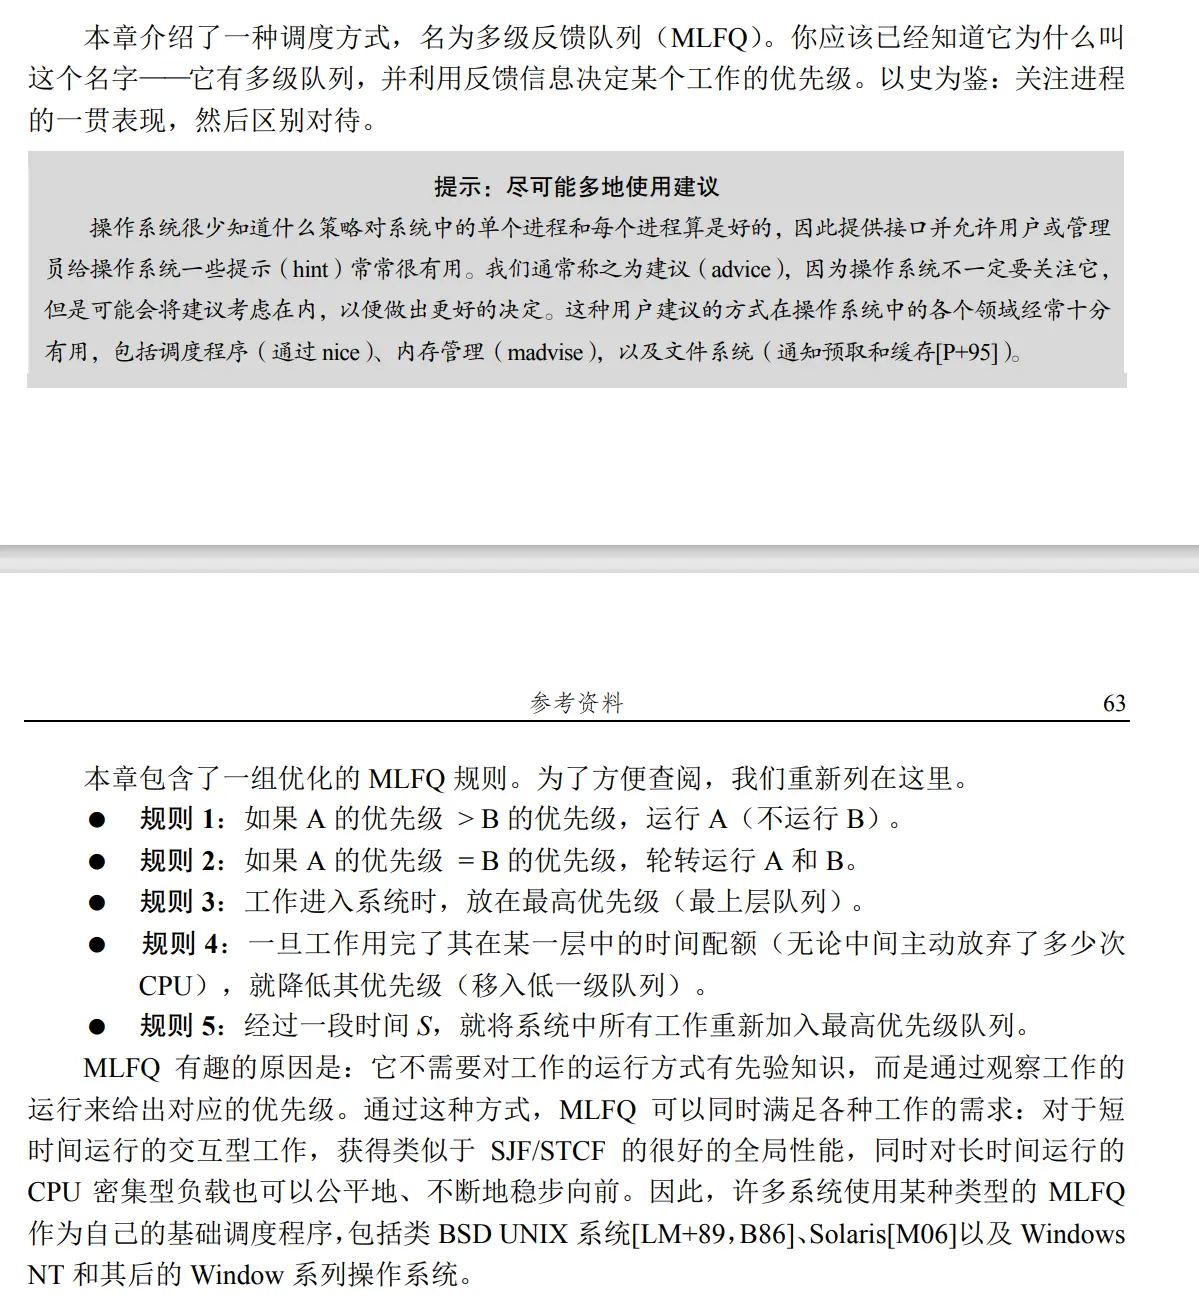 本章介绍了一种调度方式，名为多级反馈队列（MLFQ）。你应该已经知道它为什么叫
这个名字——它有多级队列，并利用反馈信息决定某个工作的优先级。以史为鉴：关注进程
的一贯表现，然后区别对待。
提示：尽可能多地使用建议
操作系统很少知道什么策略对系统中的单个进程和每个进程算是好的，因此提供接口并允许用户或管理
员给操作系统一些提示（hint）常常很有用。我们通常称之为建议（advice），因为操作系统不一定要关注它，
但是可能会将建议考虑在内，以便做出更好的决定。这种用户建议的方式在操作系统中的各个领域经常十分
有用，包括调度程序（通过 nice）、内存管理（madvise），以及文件系统（通知预取和缓存[P+95]）。
参考资料 63
本章包含了一组优化的 MLFQ 规则。为了方便查阅，我们重新列在这里。
● 规则 1：如果 A 的优先级 > B 的优先级，运行 A（不运行 B）。
● 规则 2：如果 A 的优先级 = B 的优先级，轮转运行 A 和 B。
● 规则 3：工作进入系统时，放在最高优先级（最上层队列）。
● 规则 4：一旦工作用完了其在某一层中的时间配额（无论中间主动放弃了多少次
CPU），就降低其优先级（移入低一级队列）。
● 规则 5：经过一段时间 S，就将系统中所有工作重新加入最高优先级队列。
MLFQ 有趣的原因是：它不需要对工作的运行方式有先验知识，而是通过观察工作的
运行来给出对应的优先级。通过这种方式，MLFQ 可以同时满足各种工作的需求：对于短
时间运行的交互型工作，获得类似于 SJF/STCF 的很好的全局性能，同时对长时间运行的
CPU 密集型负载也可以公平地、不断地稳步向前。因此，许多系统使用某种类型的 MLFQ
作为自己的基础调度程序，包括类 BSD UNIX 系统[LM+89，B86]、Solaris[M06]以及 Windows
NT 和其后的 Window 系列操作系统。